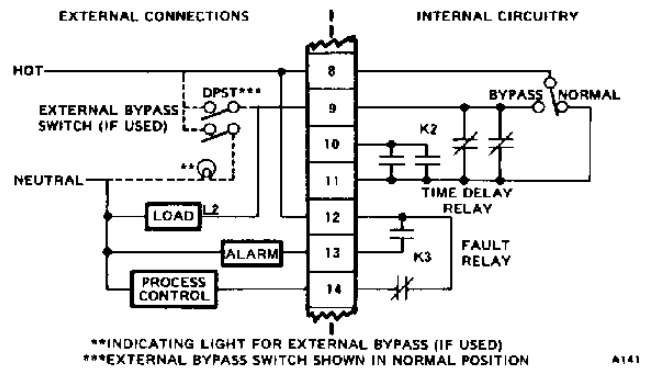 EXTERNAL CONNECTIONS
INTERNAL CIRCUITRY
HOT
8
DPST***
BYPASS
NORMAL
EXTERNAL BYPASS
SWITCH (IF USED)
9
K2
10
**
NEUTRAL
11
TIME DELAY
RELAY
LOAD
L2
12
ALARM
13
K3
FAULT
RELAY
PROCESS
CONTROL
14
**INDICATING LIGHT FOR EXTERNAL BYPASS (IF USED)
***EXTERNAL BYPASS SWITCH SHOWN IN NORMAL POSITION
A141